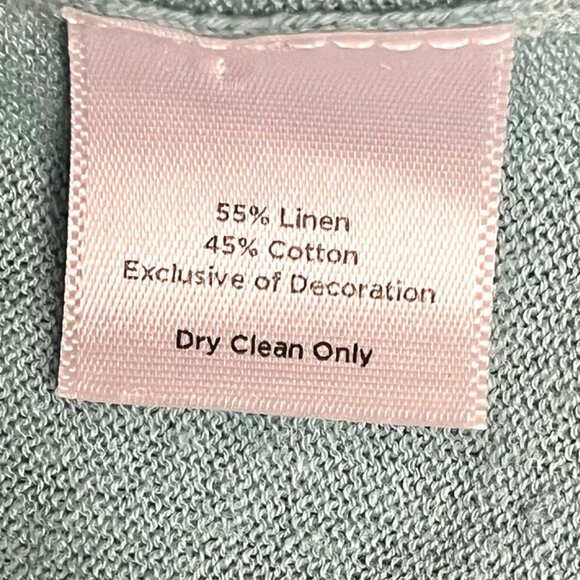 55% Linen
45% Cotton
Exclusive of Decoration
Dry Clean Only